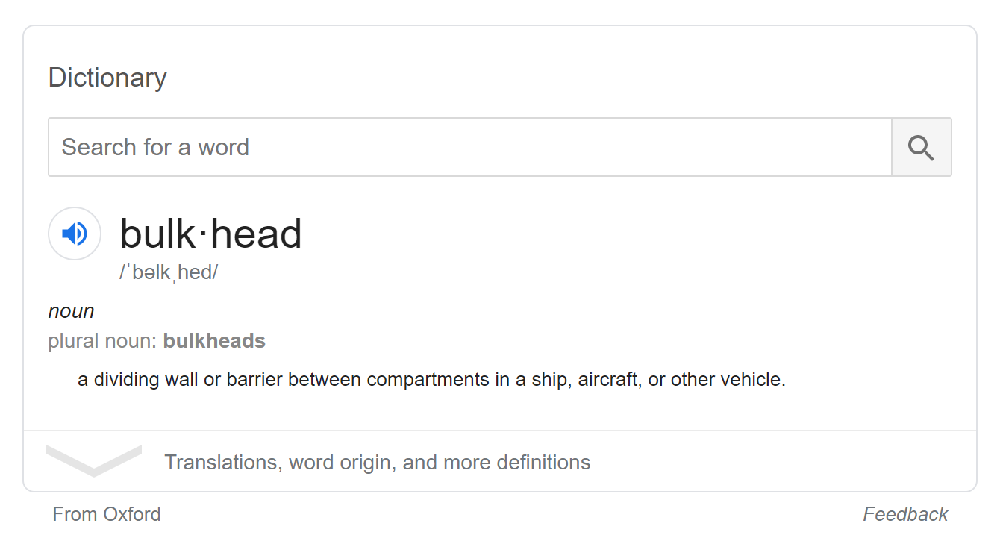 Dictionary
Search for a word
bulk·head
/ˈbəlkˌhed/
noun
plural noun: bulkheads
a dividing wall or barrier between compartments in a ship, aircraft, or other vehicle.
Translations, word origin, and more definitions
From Oxford
Feedback